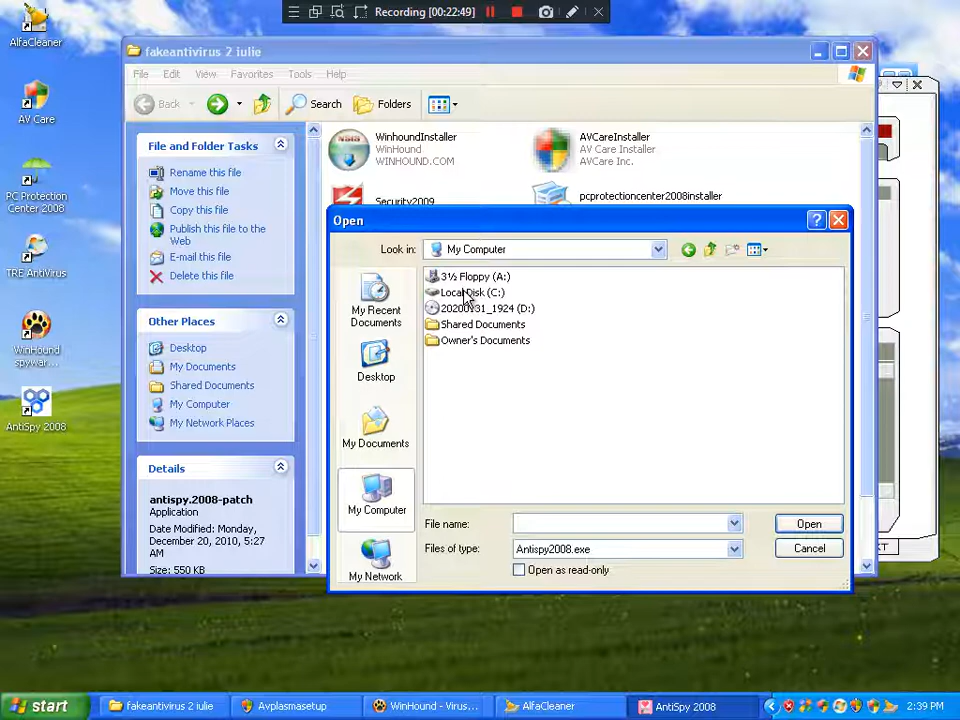 Recording [00:22:49]
AlfaCleaner
AV Care
PC Protection
Center 2008
TRE AntiVirus
WinHound
spywar...
AntiSpy 2008
fakeantivirus 2 iulie
File Edit View Favorites Tools Help
Back Search Folders
File and Folder Tasks
Rename this file
Move this file
Copy this file
Publish this file to the
Web
E-mail this file
Delete this file
Other Places
Desktop
My Documents
Shared Documents
My Computer
My Network Places
Details
antispy.2008-patch
Application
Date Modified: Monday,
December 20, 2010, 5:27
AM
Size: 550 KB
WinhoundInstaller
WinHound
WINHOUND.COM
AVCareInstaller
AV Care Installer
AVCare Inc.
Security2009
pcprotectioncenter2008installer
Open
Look in: My Computer
My Recent
Documents
Desktop
My Documents
My Computer
My Network
3½ Floppy (A:)
Local Disk (C:)
20200131_1924 (D:)
Shared Documents
Owner's Documents
File name: Open
Files of type: Antispy2008.exe Cancel
Open as read-only
start fakeantivirus 2 iulie Avplasmasetup WinHound - Virus... AlfaCleaner AntiSpy 2008 2:39 PM